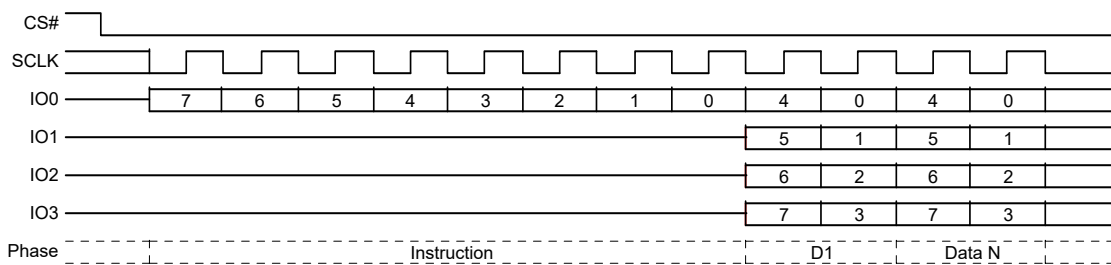 CS#
SCLK
IO0 7 6 5 4 3 2 1 0 4 0 4 0
IO1 5 1 5 1
IO2 6 2 6 2
IO3 7 3 7 3
Phase Instruction D1 Data N